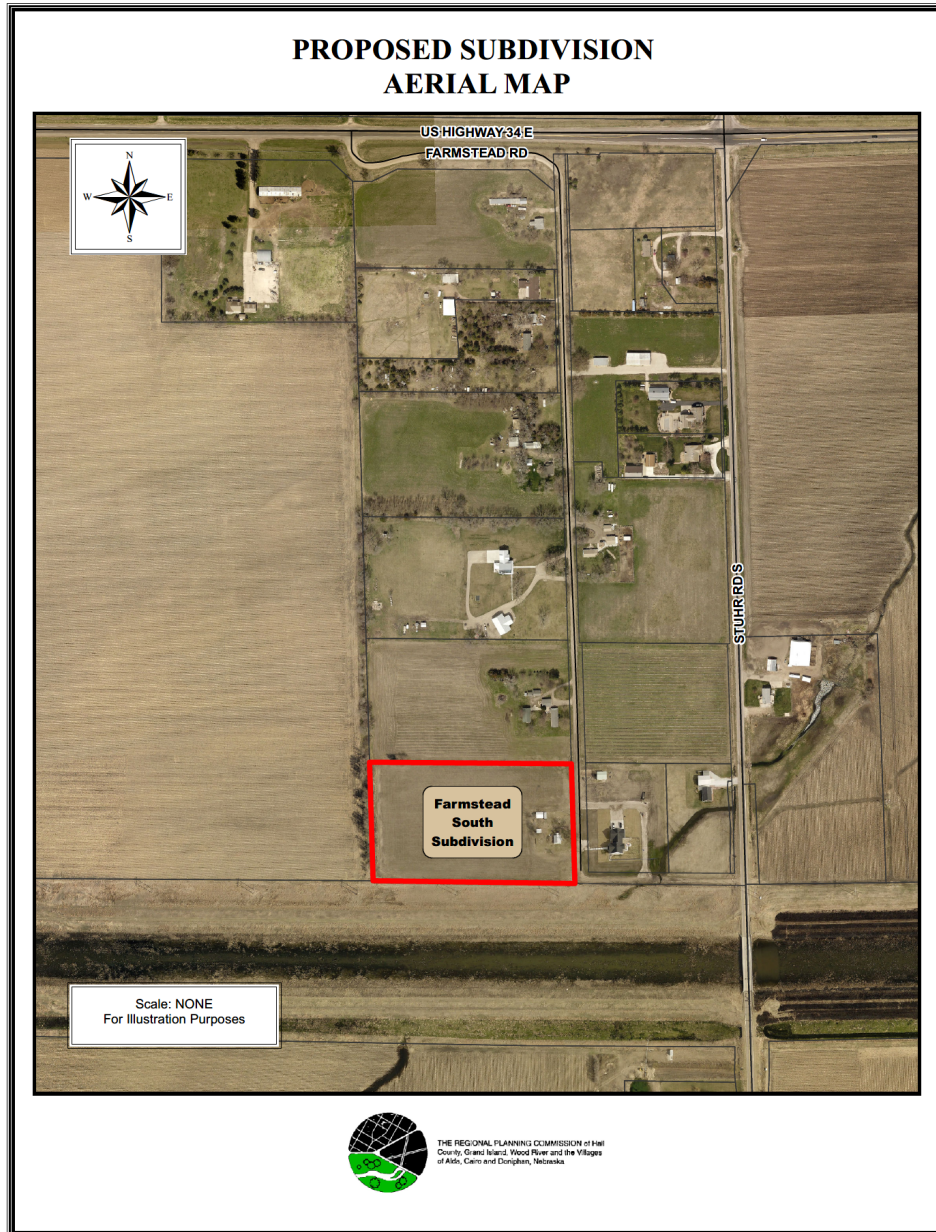 PROPOSED SUBDIVISION
AERIAL MAP
US HIGHWAY 34 E
FARMSTEAD RD
N
W
E
S
STUHR RD S
Farmstead
South
Subdivision
Scale: NONE
For Illustration Purposes
THE REGIONAL PLANNING COMMISSION of Hall
County, Grand Island, Wood River and the Villages
of Alda, Cairo and Doniphan, Nebraska